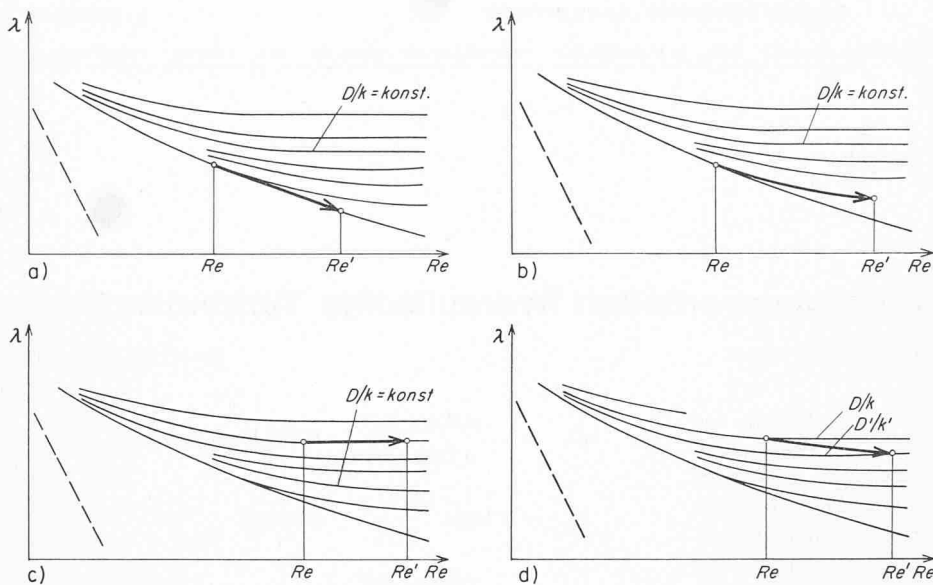 λ
D/k = konst.
Re
Re'
Re
a)
λ
D/k = konst.
Re
Re'
Re
b)
λ
D/k = konst
Re
Re'
Re
c)
λ
D/k
D'/k'
Re
Re'
Re
d)